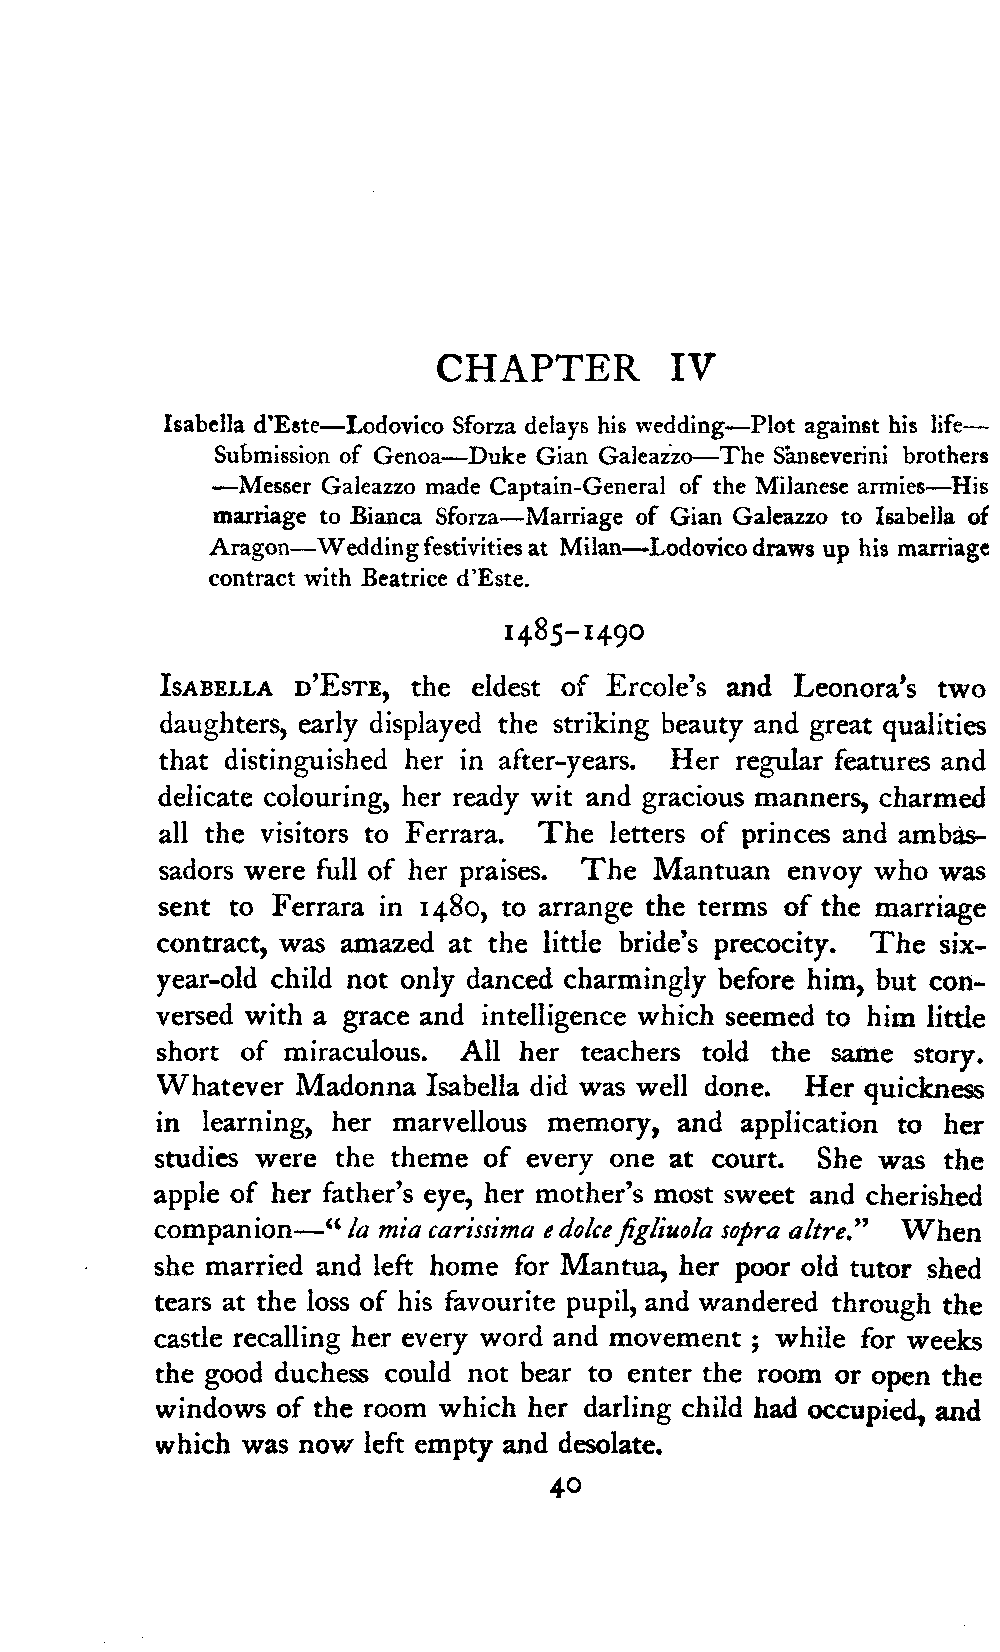 CHAPTER IV
Isabella d'Este—Lodovico Sforza delays his wedding—Plot against his life—
Submission of Genoa—Duke Gian Galeazzo—The Sanseverini brothers
—Messer Galeazzo made Captain-General of the Milanese armies—His
marriage to Bianca Sforza—Marriage of Gian Galeazzo to Isabella of
Aragon—Wedding festivities at Milan—Lodovico draws up his marriage
contract with Beatrice d'Este.
1485-1490
Isabella d'Este, the eldest of Ercole's and Leonora's two
daughters, early displayed the striking beauty and great qualities
that distinguished her in after-years. Her regular features and
delicate colouring, her ready wit and gracious manners, charmed
all the visitors to Ferrara. The letters of princes and ambas-
sadors were full of her praises. The Mantuan envoy who was
sent to Ferrara in 1480, to arrange the terms of the marriage
contract, was amazed at the little bride's precocity. The six-
year-old child not only danced charmingly before him, but con-
versed with a grace and intelligence which seemed to him little
short of miraculous. All her teachers told the same story.
Whatever Madonna Isabella did was well done. Her quickness
in learning, her marvellous memory, and application to her
studies were the theme of every one at court. She was the
apple of her father's eye, her mother's most sweet and cherished
companion—" la mia carissima e dolce figliuola sopra altre." When
she married and left home for Mantua, her poor old tutor shed
tears at the loss of his favourite pupil, and wandered through the
castle recalling her every word and movement ; while for weeks
the good duchess could not bear to enter the room or open the
windows of the room which her darling child had occupied, and
which was now left empty and desolate.
40